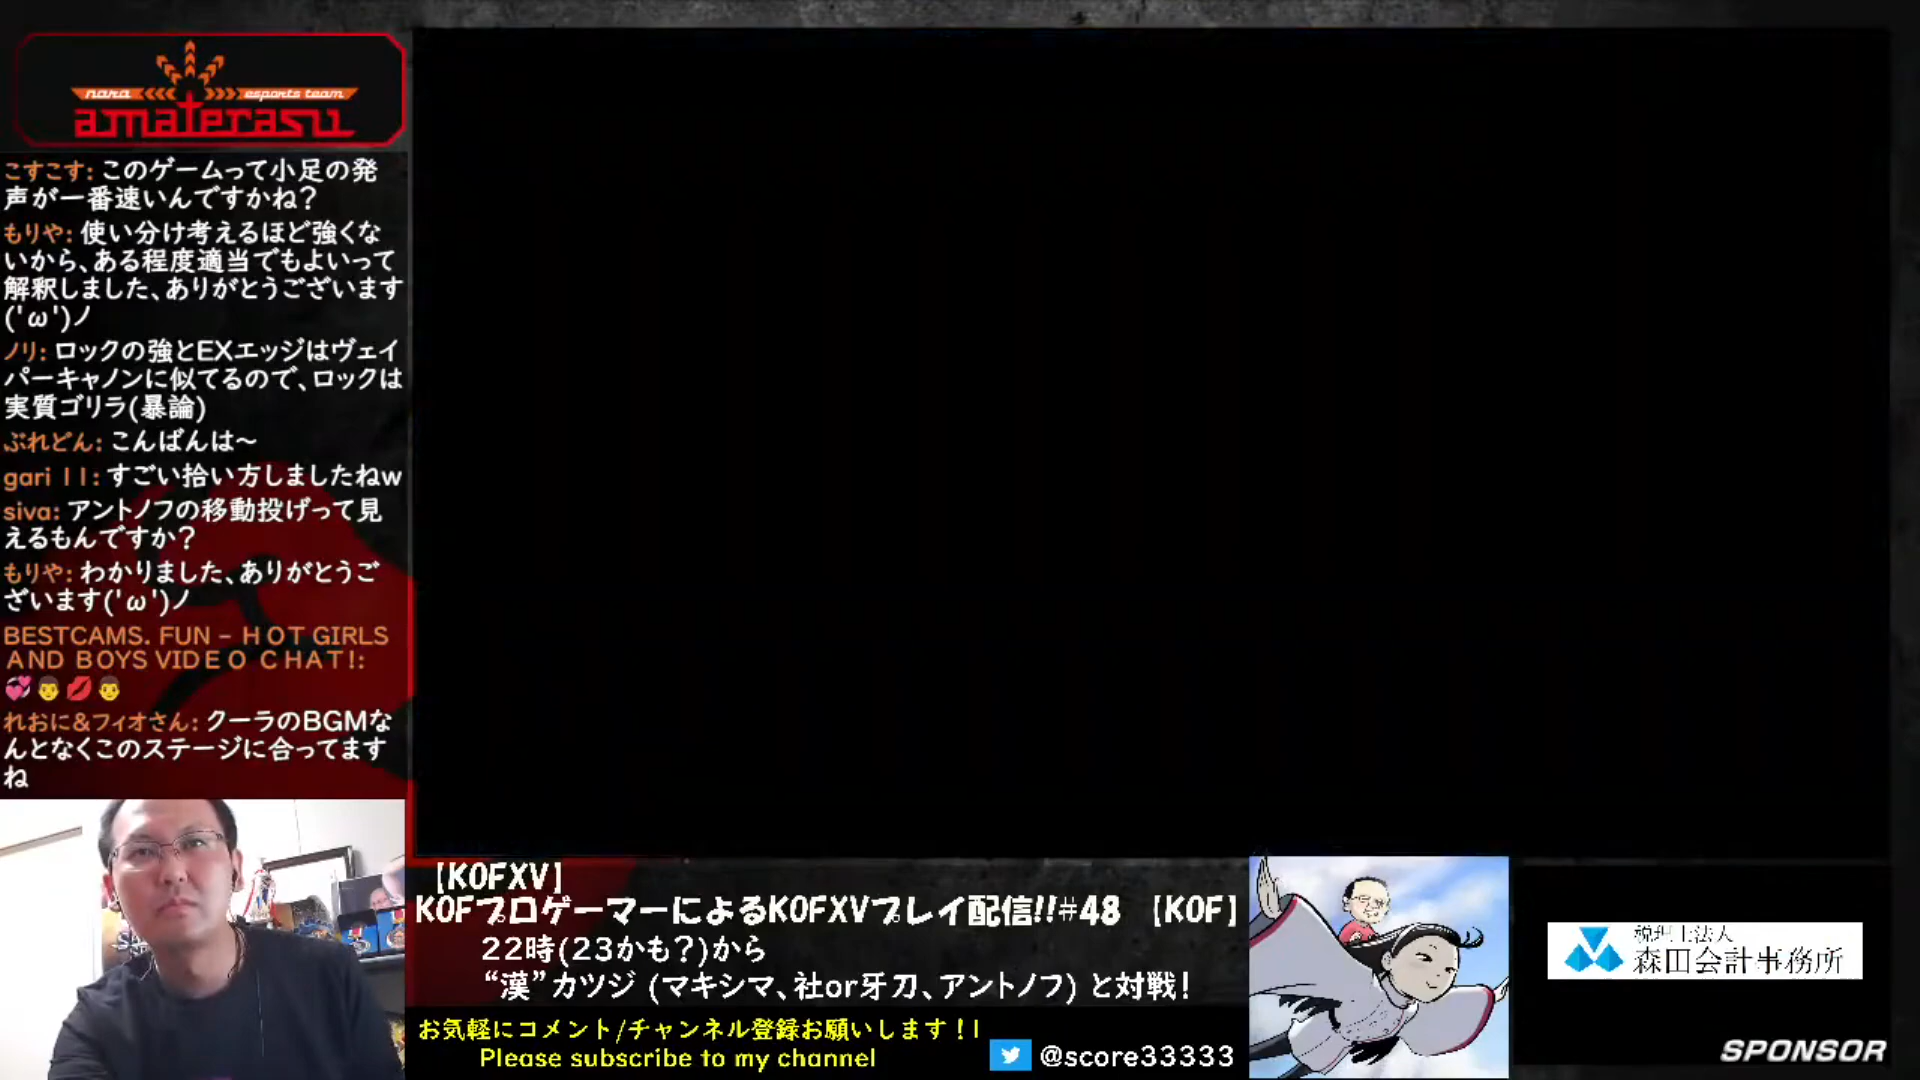 nara esports team
amaterasu
こすこす: このゲームって小足の発
声が一番速いんですかね?
もりや: 使い分け考えるほど強くな
いから、ある程度適当でもよいって
解釈しました、ありがとうございます
('ω')ノ
ノリ: ロックの強とEXエッジはヴェイ
パーキャノンに似てるので、ロックは
実質ゴリラ(暴論)
ぶれどん: こんばんは～
gari 11: すごい拾い方しましたねw
siva: アントノフの移動投げって見
えるもんですか?
もりや: わかりました、ありがとうご
ざいます('ω')ノ
BESTCAMS. FUN - HOT GIRLS
AND BOYS VIDEO CHAT!:
💞👨💋👨
れおに&フィオさん: クーラのBGMな
んとなくこのステージに合ってます
ね
【KOFXV】
KOFプロゲーマーによるKOFXVプレイ配信!!#48 【KOF】
22時(23かも?)から
“漢”カツジ (マキシマ、社or牙刀、アントノフ) と対戦!
お気軽にコメント/チャンネル登録お願いします!!
Please subscribe to my channel
@score33333
税理士法人
森田会計事務所
SPONSOR